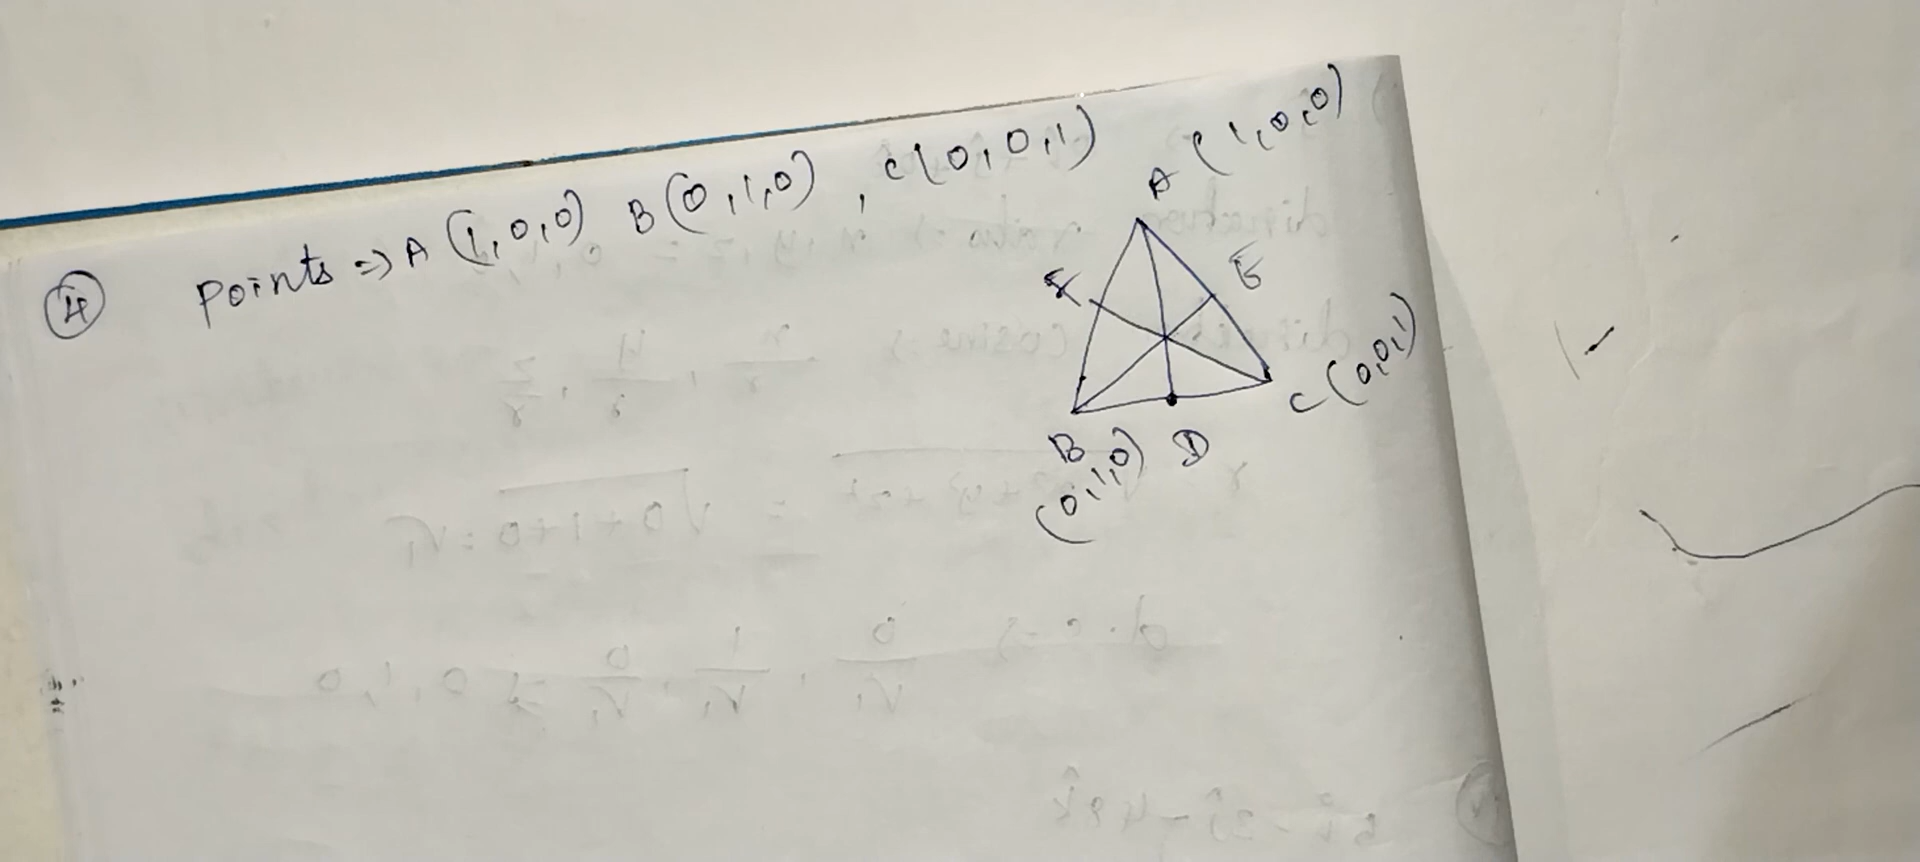 ④ Points => A (1,0,0) B (0,1,0) , C(0,0,1)
A (1,0,0)
E
C (0,0,1)
B D
(0,1,0)